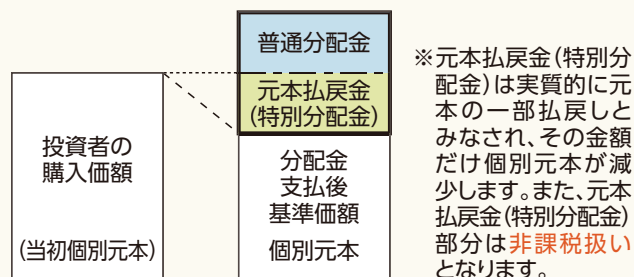 普通分配金
元本払戻金
(特別分配金)
投資者の
購入価額
(当初個別元本)
分配金
支払後
基準価額
個別元本
※元本払戻金(特別分
配金)は実質的に元
本の一部払戻しと
みなされ、その金額
だけ個別元本が減
少します。また、元本
払戻金(特別分配金)
部分は非課税扱い
となります。